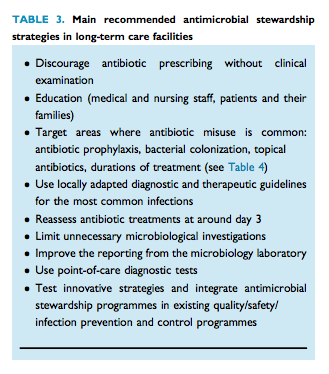 TABLE 3. Main recommended antimicrobial stewardship
strategies in long-term care facilities
• Discourage antibiotic prescribing without clinical
examination
• Education (medical and nursing staff, patients and their
families)
• Target areas where antibiotic misuse is common:
antibiotic prophylaxis, bacterial colonization, topical
antibiotics, durations of treatment (see Table 4)
• Use locally adapted diagnostic and therapeutic guidelines
for the most common infections
• Reassess antibiotic treatments at around day 3
• Limit unnecessary microbiological investigations
• Improve the reporting from the microbiology laboratory
• Use point-of-care diagnostic tests
• Test innovative strategies and integrate antimicrobial
stewardship programmes in existing quality/safety/
infection prevention and control programmes